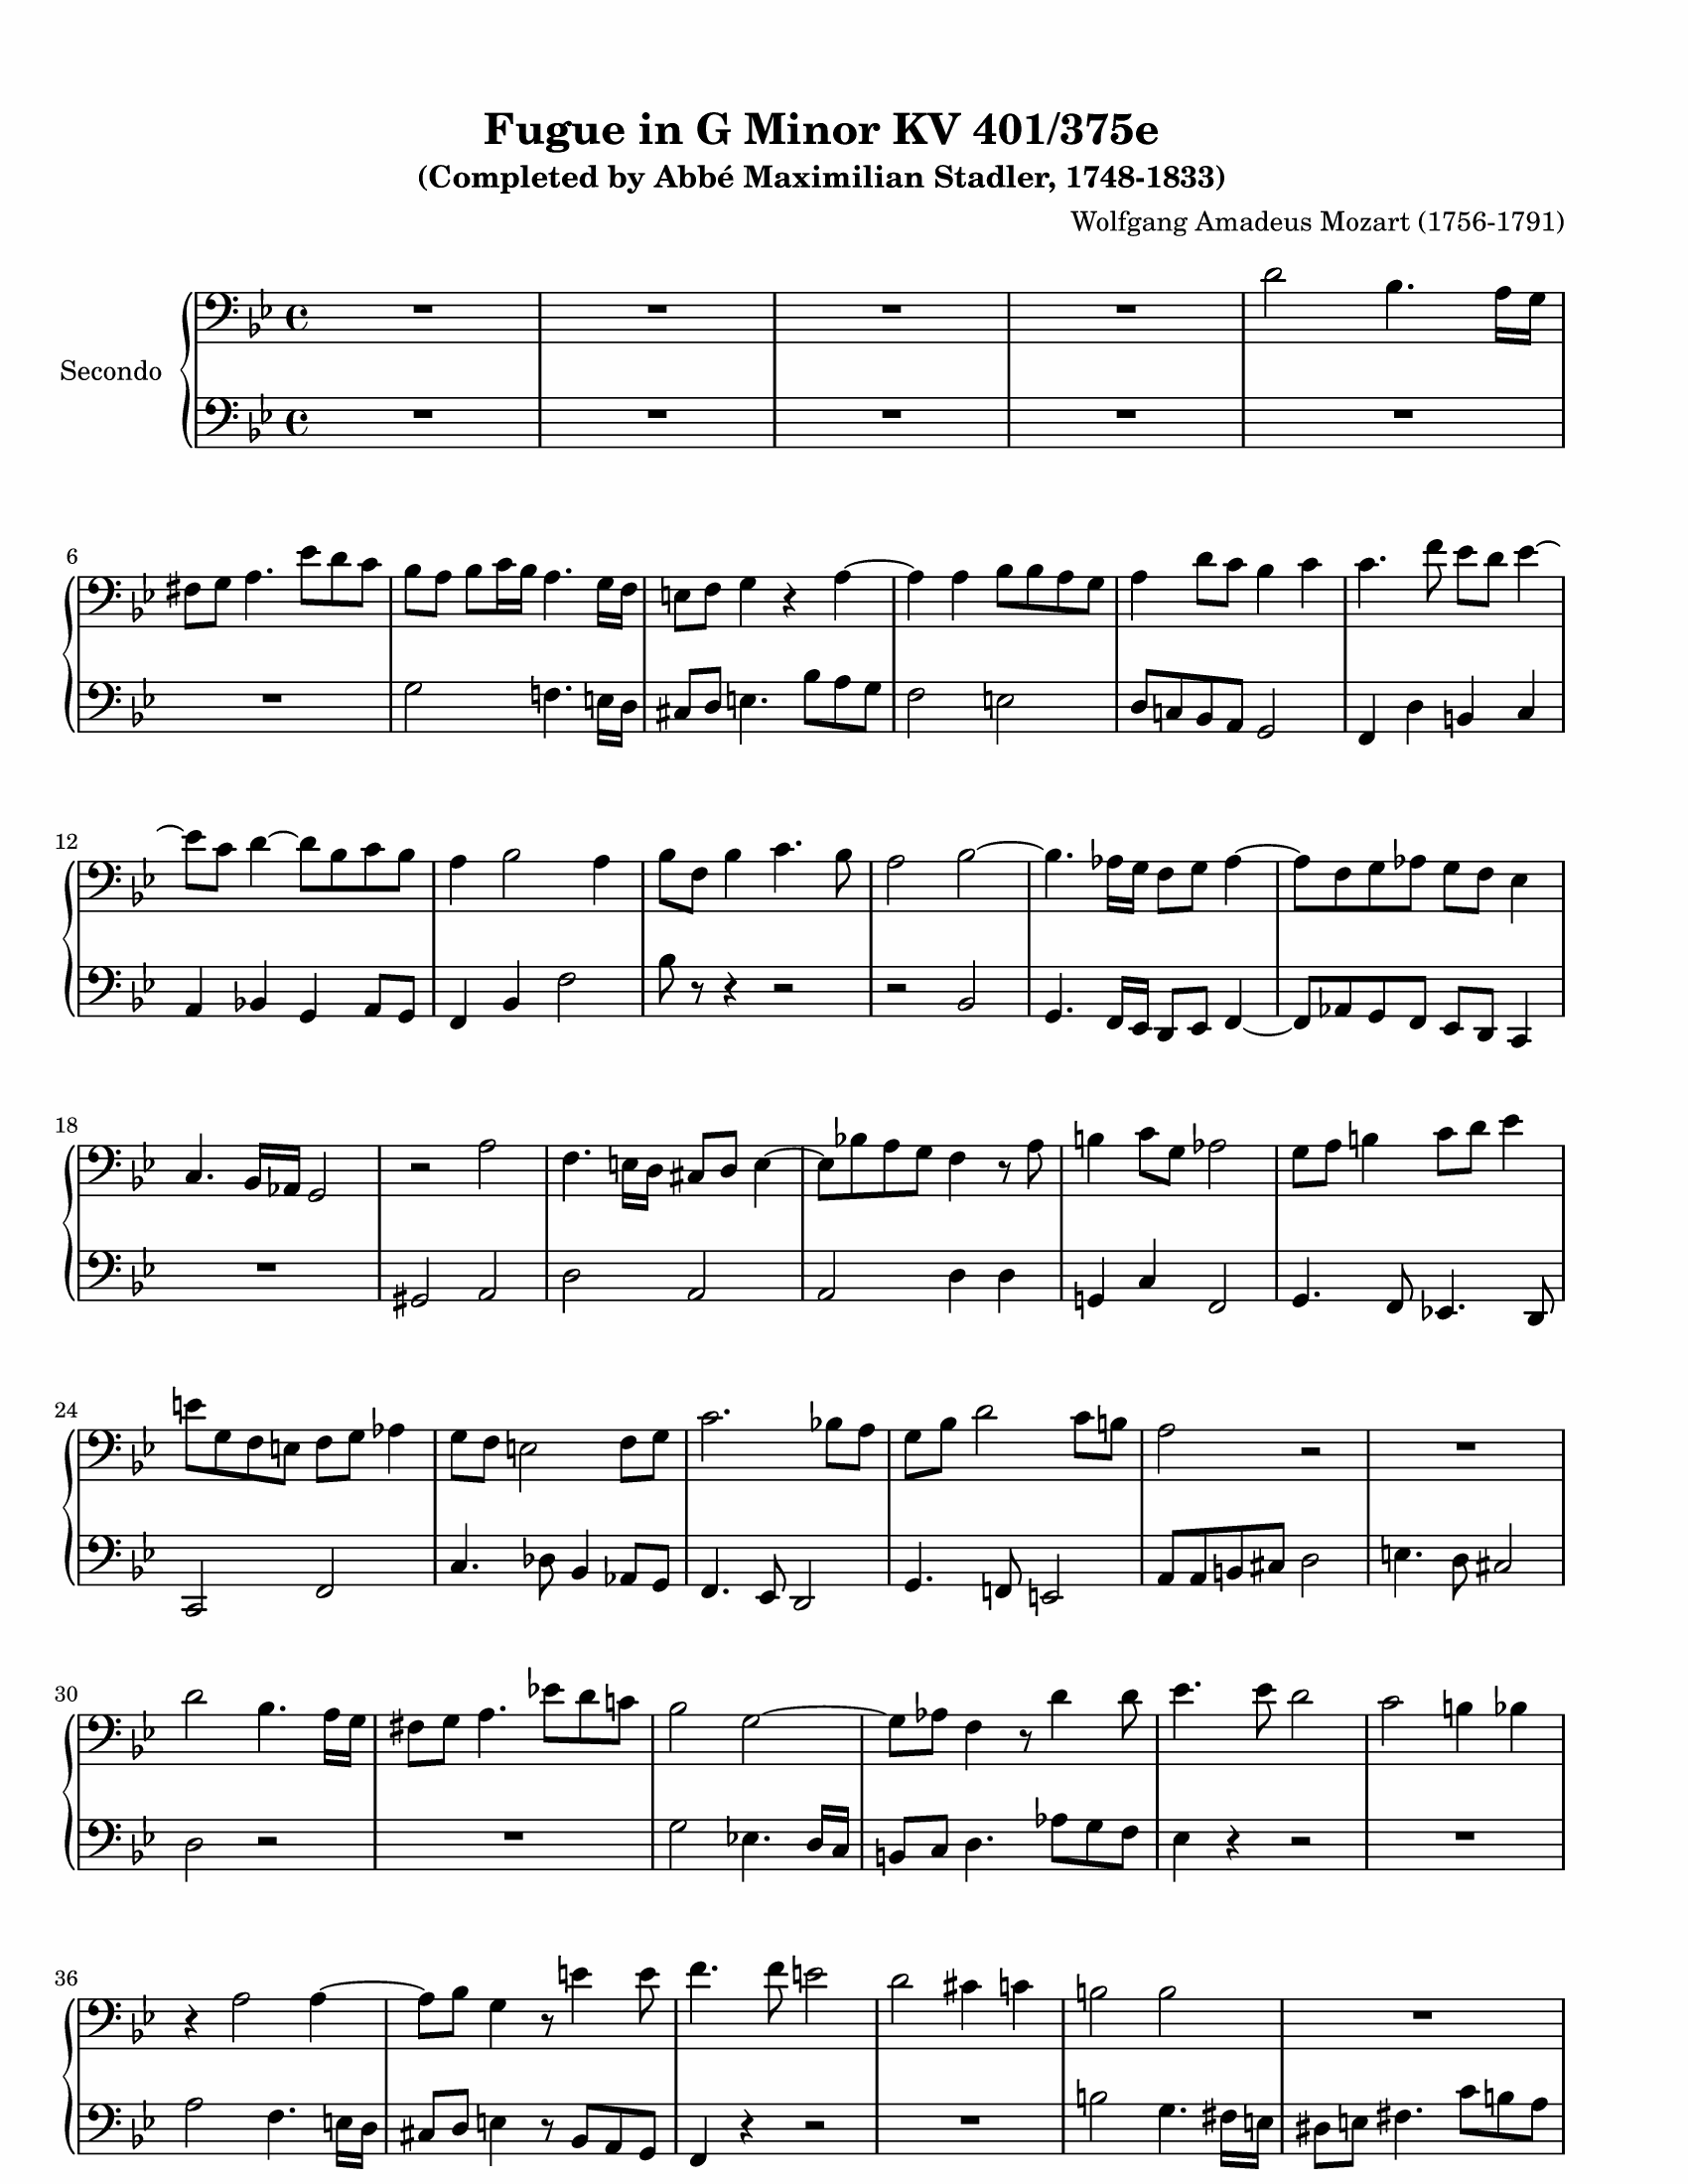 Fugue in G Minor KV 401/375e
(Completed by Abbé Maximilian Stadler, 1748-1833)
Wolfgang Amadeus Mozart (1756-1791)
Secondo
6
12
18
24
30
36